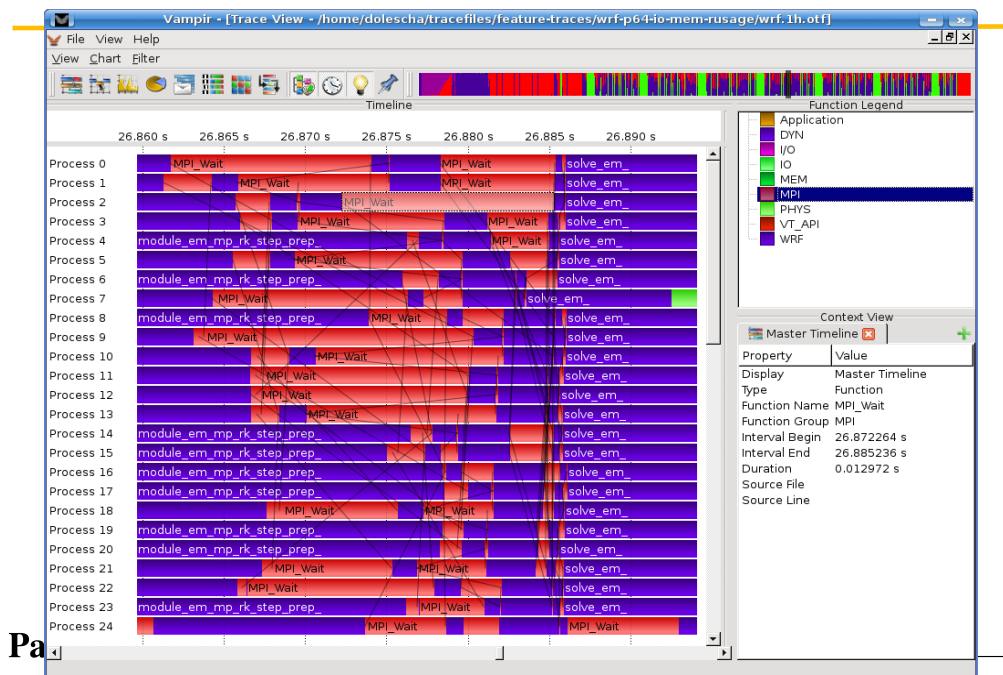 Vampir - [Trace View - /home/dolescha/tracefiles/feature-traces/wrf-p64-io-mem-rusage/wrf.1h.otf]
File View Help
View Chart Filter
Timeline
26.860 s 26.865 s 26.870 s 26.875 s 26.880 s 26.885 s 26.890 s
Process 0 MPI_Wait MPI_Wait solve_em_
Process 1 MPI_Wait MPI_Wait solve_em_
Process 2 MPI_Wait solve_em_
Process 3 MPI_Wait MPI_Wait solve_em_
Process 4 module_em_mp_rk_step_prep_ MPI_Wait solve_em_
Process 5 MPI_Wait solve_em_
Process 6 module_em_mp_rk_step_prep_ solve_em_
Process 7 MPI_Wait solve_em_
Process 8 module_em_mp_rk_step_prep_ MPI_Wait solve_em_
Process 9 MPI_Wait solve_em_
Process 10 MPI_Wait solve_em_
Process 11 MPI_Wait solve_em_
Process 12 MPI_Wait solve_em_
Process 13 MPI_Wait solve_em_
Process 14 module_em_mp_rk_step_prep_ solve_em_
Process 15 module_em_mp_rk_step_prep_ solve_em_
Process 16 module_em_mp_rk_step_prep_ solve_em_
Process 17 module_em_mp_rk_step_prep_ solve_em_
Process 18 MPI_Wait MPI_Wait solve_em_
Process 19 module_em_mp_rk_step_prep_ solve_em_
Process 20 module_em_mp_rk_step_prep_ solve_em_
Process 21 MPI_Wait MPI_Wait solve_em_
Process 22 MPI_Wait solve_em_
Process 23 module_em_mp_rk_step_prep_ MPI_Wait solve_em_
Process 24 MPI_Wait MPI_Wait
Function Legend
Application
DYN
I/O
IO
MEM
MPI
PHYS
VT_API
WRF
Context View
Master Timeline
Property Value
Display Master Timeline
Type Function
Function Name MPI_Wait
Function Group MPI
Interval Begin 26.872264 s
Interval End 26.885236 s
Duration 0.012972 s
Source File
Source Line
Pa